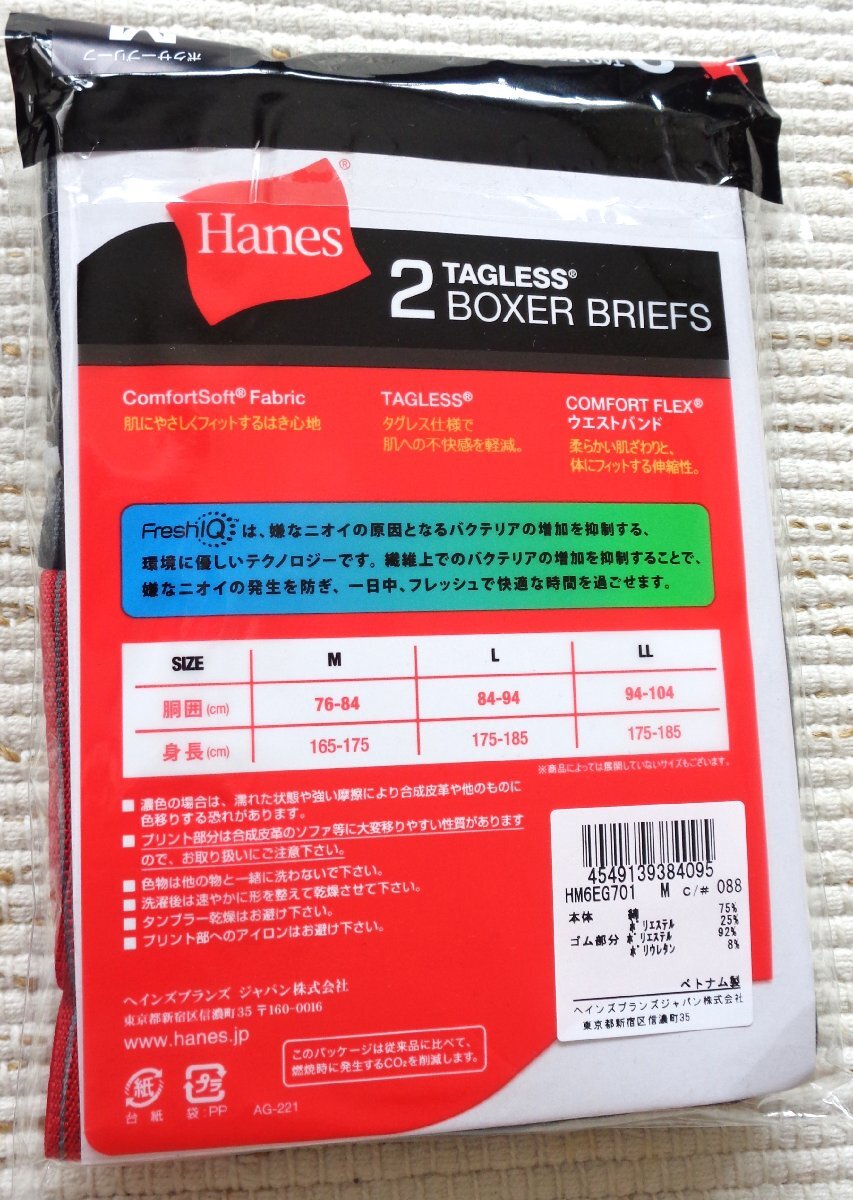 M
ボクサーブリーフ
2
TAGLESS
Hanes®
2 TAGLESS®
BOXER BRIEFS
ComfortSoft® Fabric
肌にやさしくフィットするはき心地
TAGLESS®
タグレス仕様で
肌への不快感を軽減。
COMFORT FLEX®
ウエストバンド
柔らかい肌ざわりと、
体にフィットする伸縮性。
FreshIQ™は、嫌なニオイの原因となるバクテリアの増加を抑制する、
環境に優しいテクノロジーです。繊維上でのバクテリアの増加を抑制することで、
嫌なニオイの発生を防ぎ、一日中、フレッシュで快適な時間を過ごせます。
SIZE M L LL
胴囲(cm) 76-84 84-94 94-104
身長(cm) 165-175 175-185 175-185
※商品によっては展開していないサイズもございます。
■ 濃色の場合は、濡れた状態や強い摩擦により合成皮革や他のものに
色移りする恐れがあります。
■ プリント部分は合成皮革のソファ等に大変移りやすい性質があります
ので、お取り扱いにご注意下さい。
■ 色物は他の物と一緒に洗わないで下さい。
■ 洗濯後は速やかに形を整えて乾燥させて下さい。
■ タンブラー乾燥はお避け下さい。
■ プリント部へのアイロンはお避け下さい。
ヘインズブランズ ジャパン株式会社
東京都新宿区信濃町35 〒160-0016
www.hanes.jp
このパッケージは従来品に比べて、
燃焼時に発生するCO₂を削減します。
紙 プラ
台 紙 袋:PP AG-221
4549139384095
HM6EG701 M C/# 088
本体 綿 75%
ポリエステル 25%
ゴム部分 ポリエステル 92%
ポリウレタン 8%
ベトナム製
ヘインズブランズジャパン株式会社
東京都新宿区信濃町35